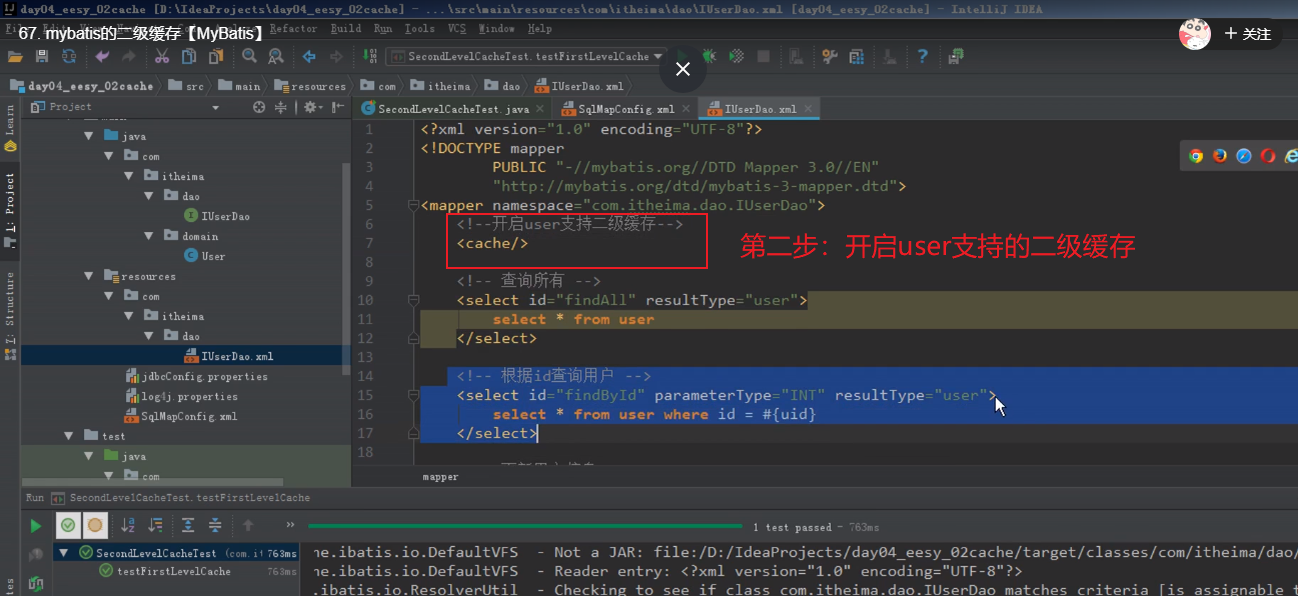 day04_eesy_02cache [D:\IdeaProjects\day04_eesy_02cache] - ...\src\main\resources\com\itheima\dao\IUserDao.xml [day04_eesy_02cache] - IntelliJ IDEA
Refactor Build Run Tools VCS Window Help
67. mybatis的二级缓存【MyBatis】
+ 关注
SecondLevelCacheTest.testFirstLevelCache
day04_eesy_02cache src main resources com itheima dao IUserDao.xml
Project
SecondLevelCacheTest.java SqlMapConfig.xml IUserDao.xml
Learn
1: Project
Z: Structure
java
com
itheima
dao
IUserDao
domain
User
resources
com
itheima
dao
IUserDao.xml
jdbcConfig.properties
log4j.properties
SqlMapConfig.xml
test
java
com
1 <?xml version="1.0" encoding="UTF-8"?>
2 <!DOCTYPE mapper
3 PUBLIC "-//mybatis.org//DTD Mapper 3.0//EN"
4 "http://mybatis.org/dtd/mybatis-3-mapper.dtd">
5 <mapper namespace="com.itheima.dao.IUserDao">
6 <!--开启user支持二级缓存-->
7 <cache/>
8
第二步：开启user支持的二级缓存
9 <!-- 查询所有 -->
10 <select id="findAll" resultType="user">
11 select * from user
12 </select>
13
14 <!-- 根据id查询用户 -->
15 <select id="findById" parameterType="INT" resultType="user">
16 select * from user where id = #{uid}
17 </select>
18
mapper
Run SecondLevelCacheTest.testFirstLevelCache
1 test passed - 763ms
SecondLevelCacheTest (com.it 763ms
testFirstLevelCache 763ms
ne.ibatis.io.DefaultVFS - Not a JAR: file:/D:/IdeaProjects/day04_eesy_02cache/target/classes/com/itheima/dao/
ne.ibatis.io.DefaultVFS - Reader entry: <?xml version="1.0" encoding="UTF-8"?>
.ibatis.io.ResolverUtil - Checking to see if class com.itheima.dao.IUserDao matches criteria [is assignable t